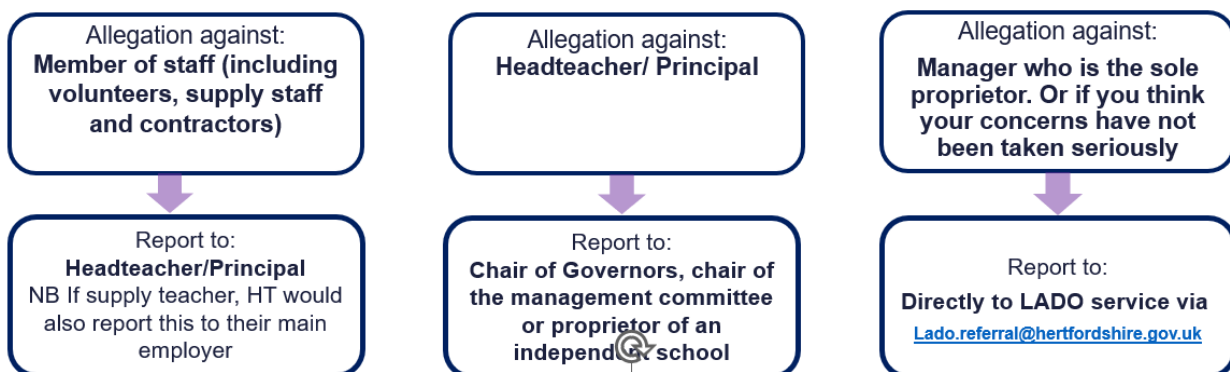 Allegation against:
Member of staff (including
volunteers, supply staff
and contractors)
Report to:
Headteacher/Principal
NB If supply teacher, HT would
also report this to their main
employer
Allegation against:
Headteacher/ Principal
Report to:
Chair of Governors, chair of
the management committee
or proprietor of an
independent school
Allegation against:
Manager who is the sole
proprietor. Or if you think
your concerns have not
been taken seriously
Report to:
Directly to LADO service via
Lado.referral@hertfordshire.gov.uk